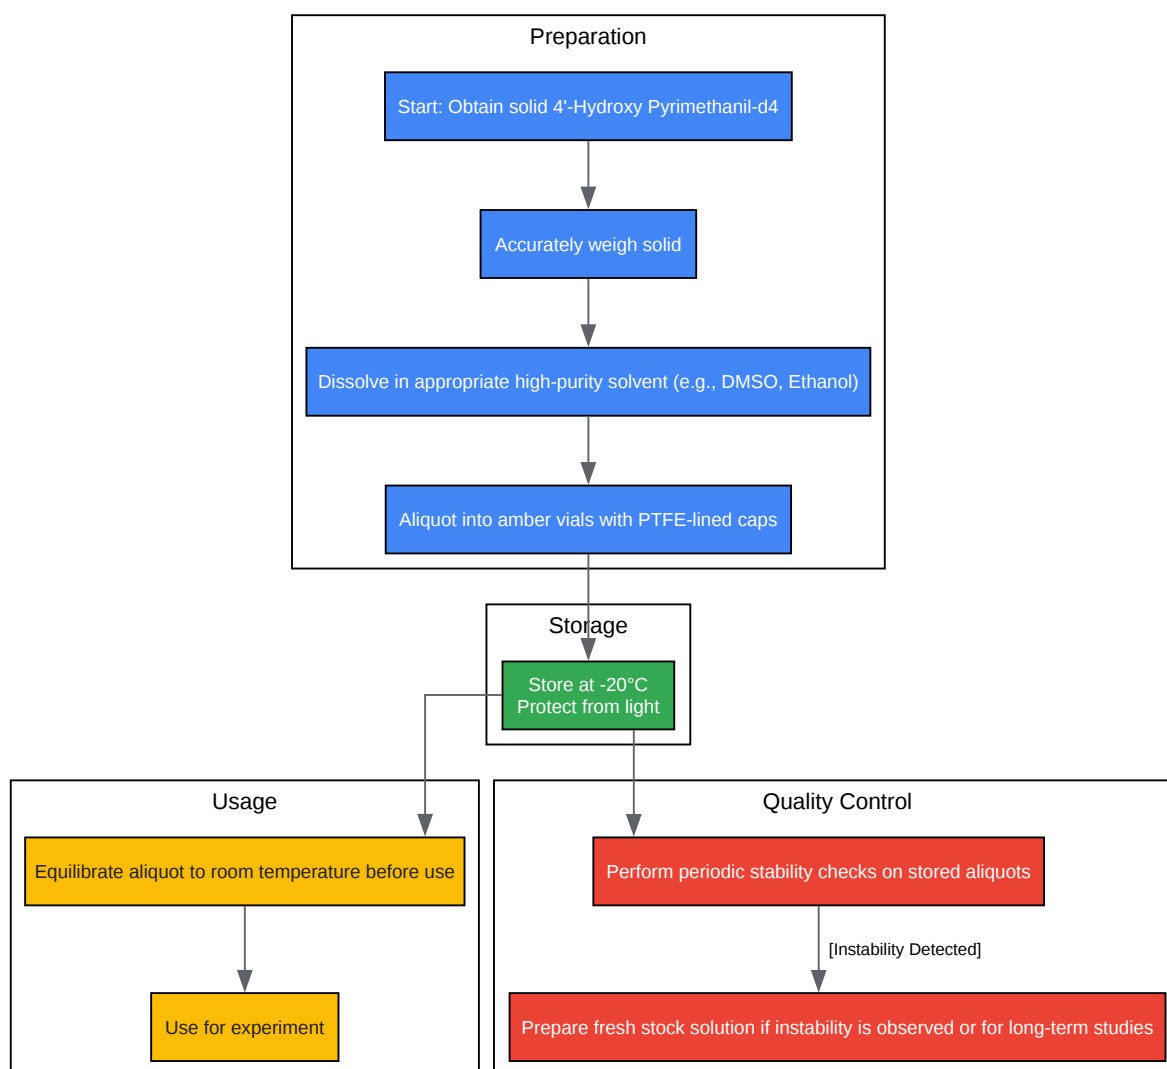 Preparation
Start: Obtain solid 4'-Hydroxy Pyrimethanil-d4
Accurately weigh solid
Dissolve in appropriate high-purity solvent (e.g., DMSO, Ethanol)
Aliquot into amber vials with PTFE-lined caps
Storage
Store at -20°C
Protect from light
Usage
Equilibrate aliquot to room temperature before use
Use for experiment
Quality Control
Perform periodic stability checks on stored aliquots
[Instability Detected]
Prepare fresh stock solution if instability is observed or for long-term studies